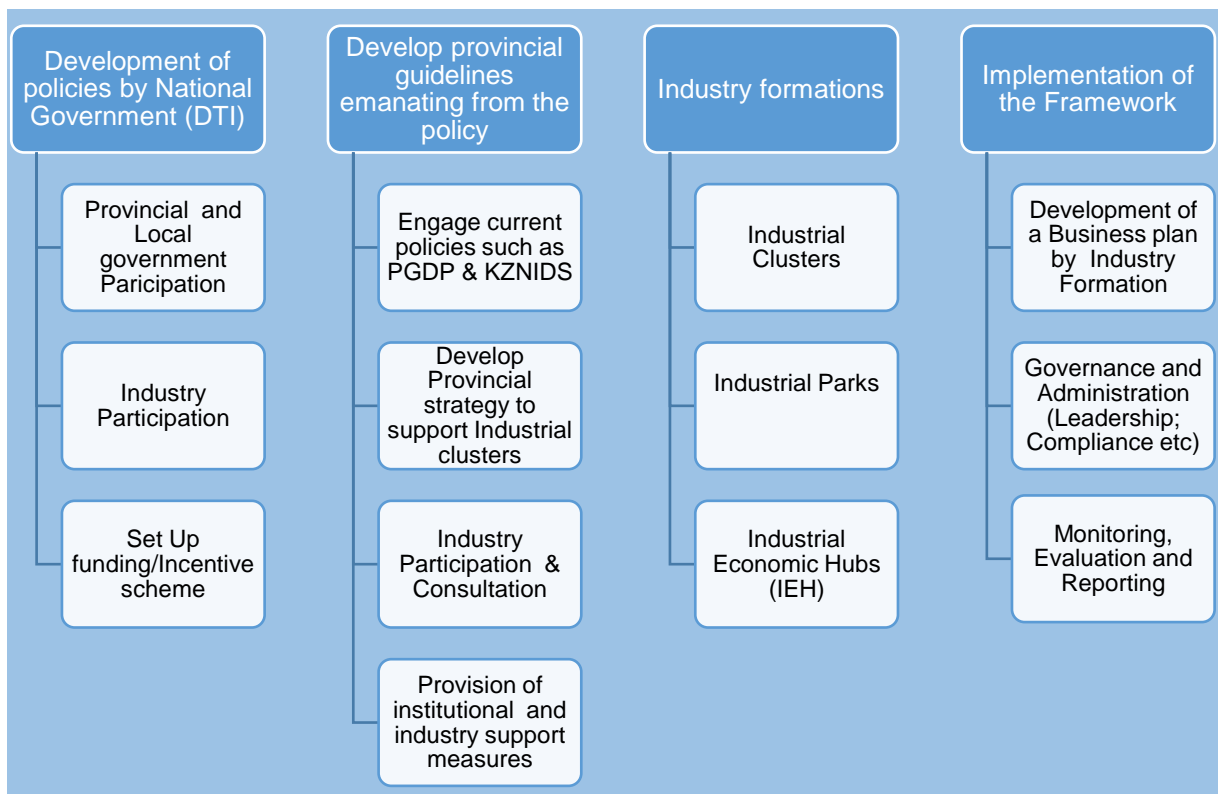 Development of
policies by National
Government (DTI)
Provincial and
Local
government
Paricipation
Industry
Participation
Set Up
funding/Incentive
scheme
Develop provincial
guidelines
emanating from the
policy
Engage current
policies such as
PGDP & KZNIDS
Develop
Provincial
strategy to
support Industrial
clusters
Industry
Participation &
Consultation
Provision of
institutional and
industry support
measures
Industry formations
Industrial
Clusters
Industrial Parks
Industrial
Economic Hubs
(IEH)
Implementation of
the Framework
Development of
a Business plan
by Industry
Formation
Governance and
Administration
(Leadership;
Compliance etc)
Monitoring,
Evaluation and
Reporting